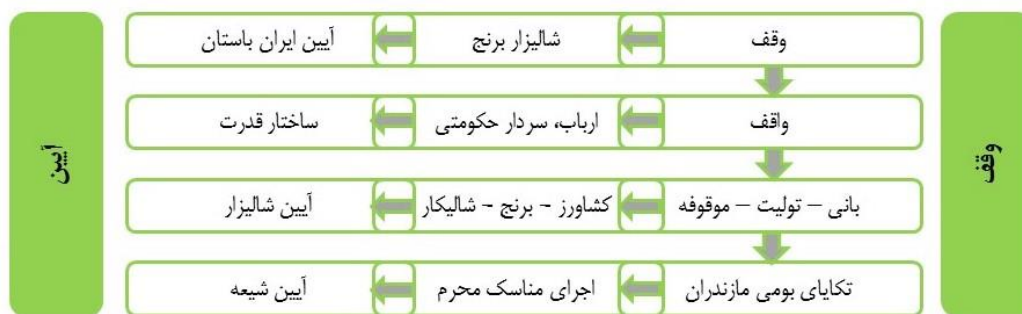 وقف
وقف
شالیزار برنج
آیین ایران باستان
واقف
ارباب، سردار حکومتی
ساختار قدرت
بانی – تولیت – موقوفه
کشاورز – برنج – شالیکار
آیین شالیزار
تکایای بومی مازندران
اجرای مناسک محرم
آیین شیعه
آیین